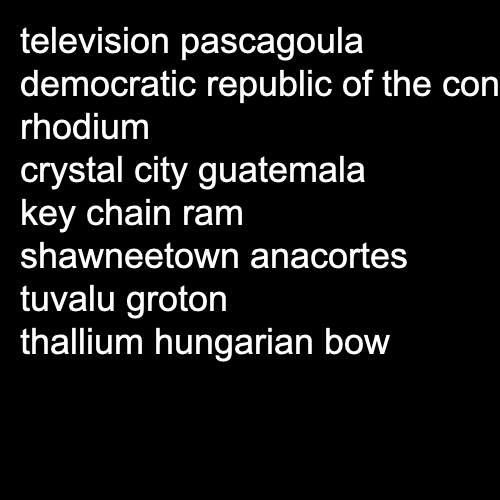 television pascagoula
democratic republic of the con
rhodium
crystal city guatemala
key chain ram
shawneetown anacortes
tuvalu groton
thallium hungarian bow